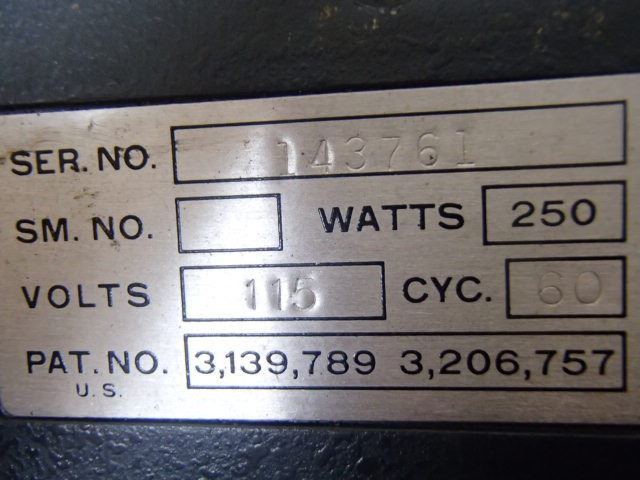 SER. NO. 143761
SM. NO. WATTS 250
VOLTS 115 CYC. 60
PAT. NO. 3,139,789 3,206,757
U.S.